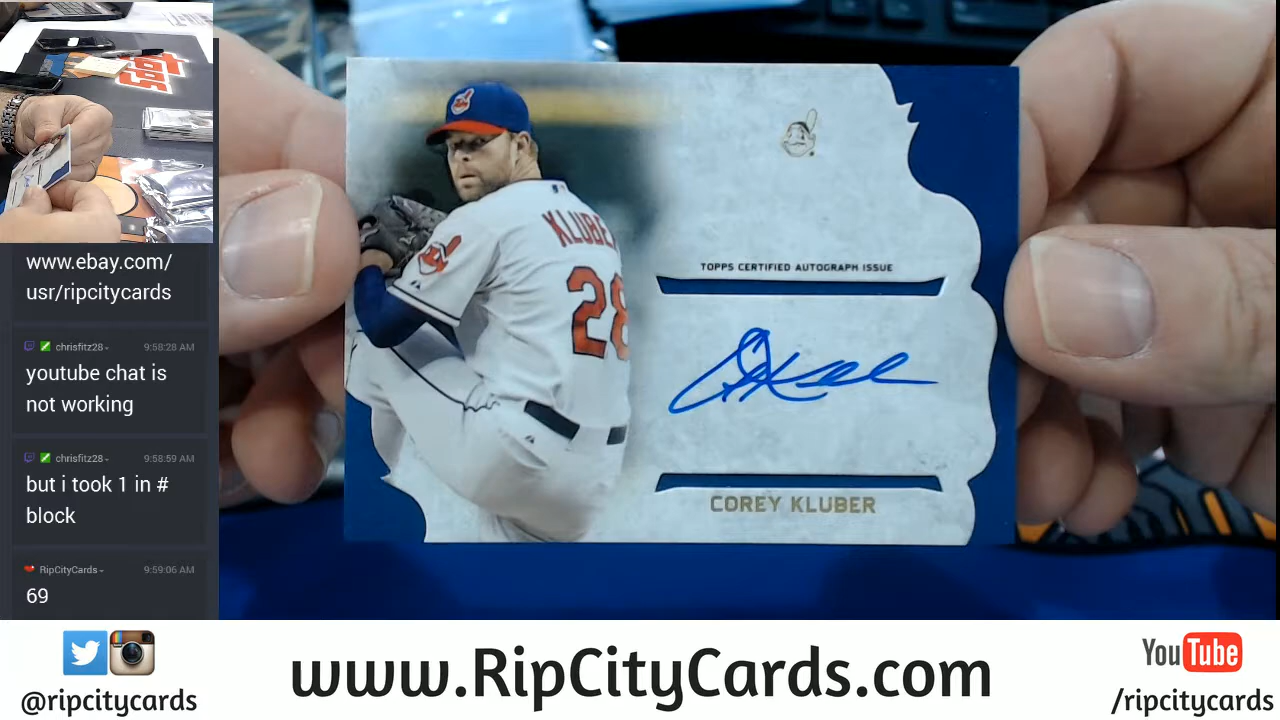 www.ebay.com/
usr/ripcitycards
chrisfitz28 9:58:28 AM
youtube chat is
not working
chrisfitz28 9:58:59 AM
but i took 1 in #
block
RipCityCards 9:59:06 AM
69
KLUBE
28
TOPPS CERTIFIED AUTOGRAPH ISSUE
COREY KLUBER
@ripcitycards
www.RipCityCards.com
YouTube
/ripcitycards